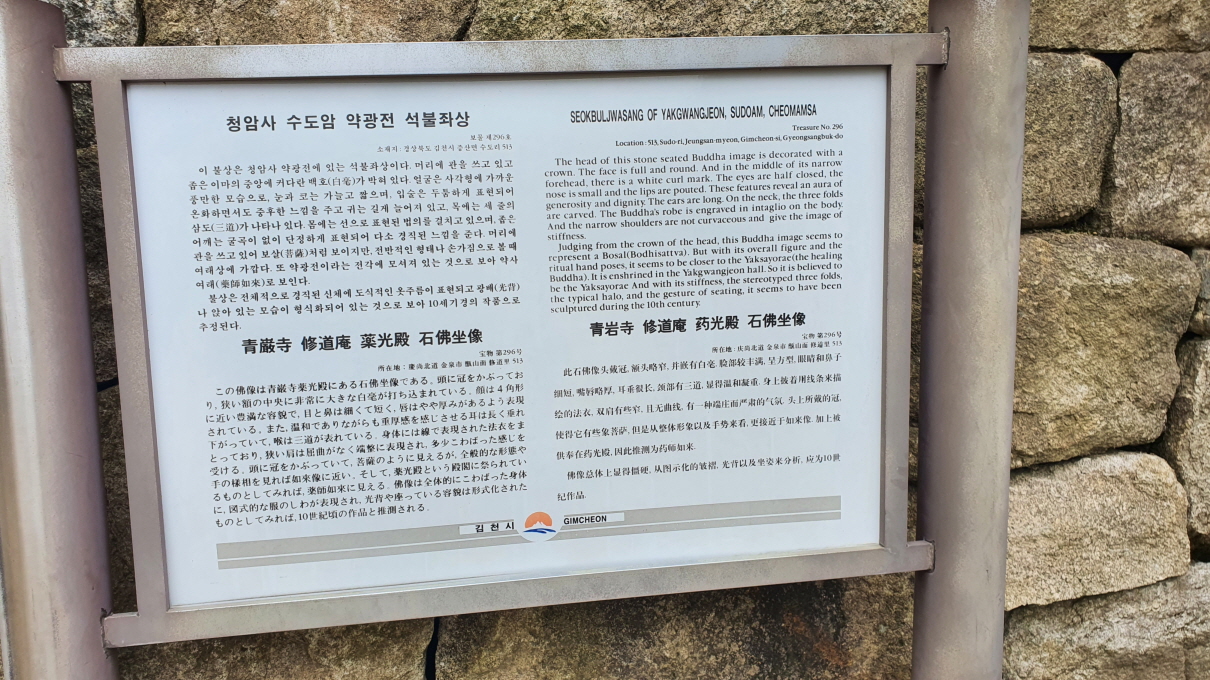 청암사 수도암 약광전 석불좌상
보물 제296호
소재지 : 경상북도 김천시 증산면 수도리 513
이 불상은 청암사 약광전에 있는 석불좌상이다. 머리에 관을 쓰고 있고
좁은 이마의 중앙에 커다란 백호(白毫)가 박혀 있다. 얼굴은 사각형에 가까운
풍만한 모습으로, 눈과 코는 가늘고 짧으며, 입술은 두툼하게 표현되어
온화하면서도 중후한 느낌을 주고 귀는 길게 늘어져 있고, 목에는 세 줄의
삼도(三道)가 나타나 있다. 몸에는 선으로 표현된 법의를 걸치고 있으며, 좁은
어깨는 굴곡이 없이 단정하게 표현되어 다소 경직된 느낌을 준다. 머리에
관을 쓰고 있어 보살(菩薩)처럼 보이지만, 전반적인 형태나 손가짐으로 볼 때
여래상에 가깝다. 또 약광전이라는 전각에 모셔져 있는 것으로 보아 약사
여래(藥師如來)로 보인다.
불상은 전체적으로 경직된 신체에 도식적인 옷주름이 표현되고 광배(光背)
나 앉아 있는 모습이 형식화되어 있는 것으로 보아 10세기경의 작품으로
추정된다.
SEOKBULJWASANG OF YAKGWANGJEON, SUDOAM, CHEOMAMSA
Treasure No. 296
Location : 513, Sudo-ri, Jeungsan-myeon, Gimcheon-si, Gyeongsangbuk-do
The head of this stone seated Buddha image is decorated with a
crown. The face is full and round. And in the middle of its narrow
forehead, there is a white curl mark. The eyes are half closed, the
nose is small and the lips are pouted. These features reveal an aura of
generosity and dignity. The ears are long. On the neck, the three folds
are carved. The Buddha's robe is engraved in intaglio on the body.
And the narrow shoulders are not curvaceous and give the image of
stiffness.
Judging from the crown of the head, this Buddha image seems to
represent a Bosal(Bodhisattva). But with its overall figure and the
ritual hand poses, it seems to be closer to the Yaksayorae(the healing
Buddha). It is enshrined in the Yakgwangjeon hall. So it is believed to
be the Yaksayorae And with its stiffness, the stereotyped three folds,
the typical halo, and the gesture of seating, it seems to have been
sculptured during the 10th century.
青厳寺 修道庵 薬光殿 石佛坐像
宝物 第296号
所在地 : 慶尚北道 金泉市 甑山面 修道里 513
この佛像は青巌寺薬光殿にある石佛坐像である. 頭に冠をかぶってお
り, 狭い額の中央に非常に大きな白毫が打ち込まれている. 顔は４角形
に近い豊満な容貌で, 目と鼻は細くて短く, 唇はやや厚みがあるよう表現
されている. また, 温和でありながらも重厚感を感じさせる耳は長く垂れ
下がっていて, 喉は三道が表れている. 身体には線で表現された法衣をま
とっており, 狭い肩は屈曲がなく端整に表現され, 多少こわばった感じを
受ける. 頭に冠をかぶっていて, 菩薩のように見えるが, 全般的な形態や
手の様相を見れば如来像に近い. そして, 薬光殿という殿閣に祭られてい
るものとしてみれば, 薬師如来に見える. 佛像は全体的にこわばった身体
に, 図式的な服のしわが表現され, 光背や座っている容貌は形式化された
ものとしてみれば, 10世紀頃の作品と推測される.
青岩寺 修道庵 药光殿 石佛坐像
宝物 第296号
所在地 : 庆尚北道 金泉市 甑山面 修道里 513
此石佛像头戴冠, 额头略窄, 并嵌有白毫. 脸部较丰满, 呈方型, 眼睛和鼻子
细短, 嘴唇略厚, 耳垂很长, 颈部有三道, 显得温和凝重. 身上披着用线条来描
绘的法衣, 双肩有些窄, 且无曲线, 有一种端庄而严肃的气氛. 头上所戴的冠,
使得它有些象菩萨, 但是从整体形象以及手势来看, 更接近于如来像. 加上被
供奉在药光殿, 因此推测为药师如来.
佛像总体上显得僵硬, 从图示化的皱褶, 光背以及坐姿来分析, 应为10世
纪作品.
김천시 GIMCHEON